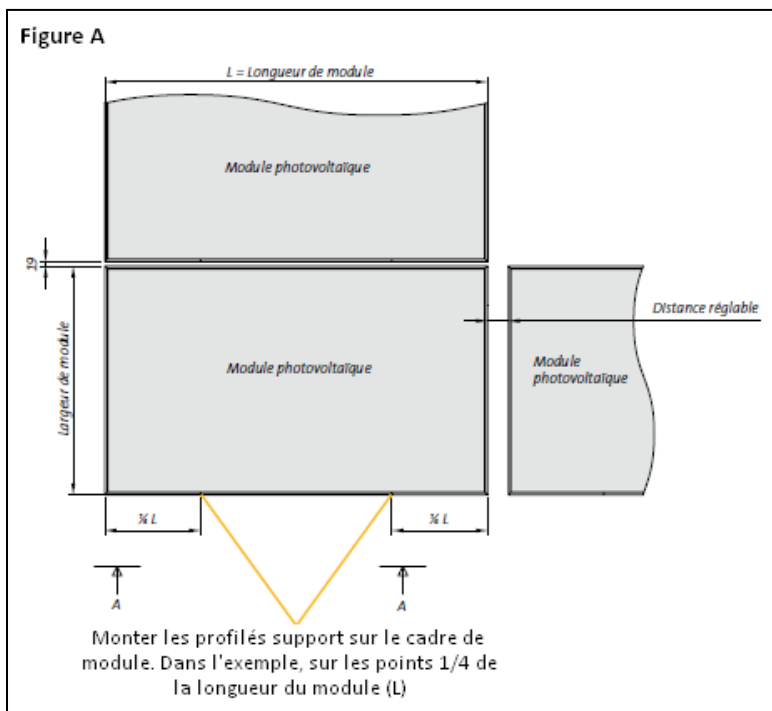 Figure A
L = Longueur de module
Module photovoltaïque
19
Largeur de module
Module photovoltaïque
Distance réglable
Module
photovoltaïque
¼ L
¼ L
A
A
Monter les profilés support sur le cadre de
module. Dans l'exemple, sur les points 1/4 de
la longueur du module (L)